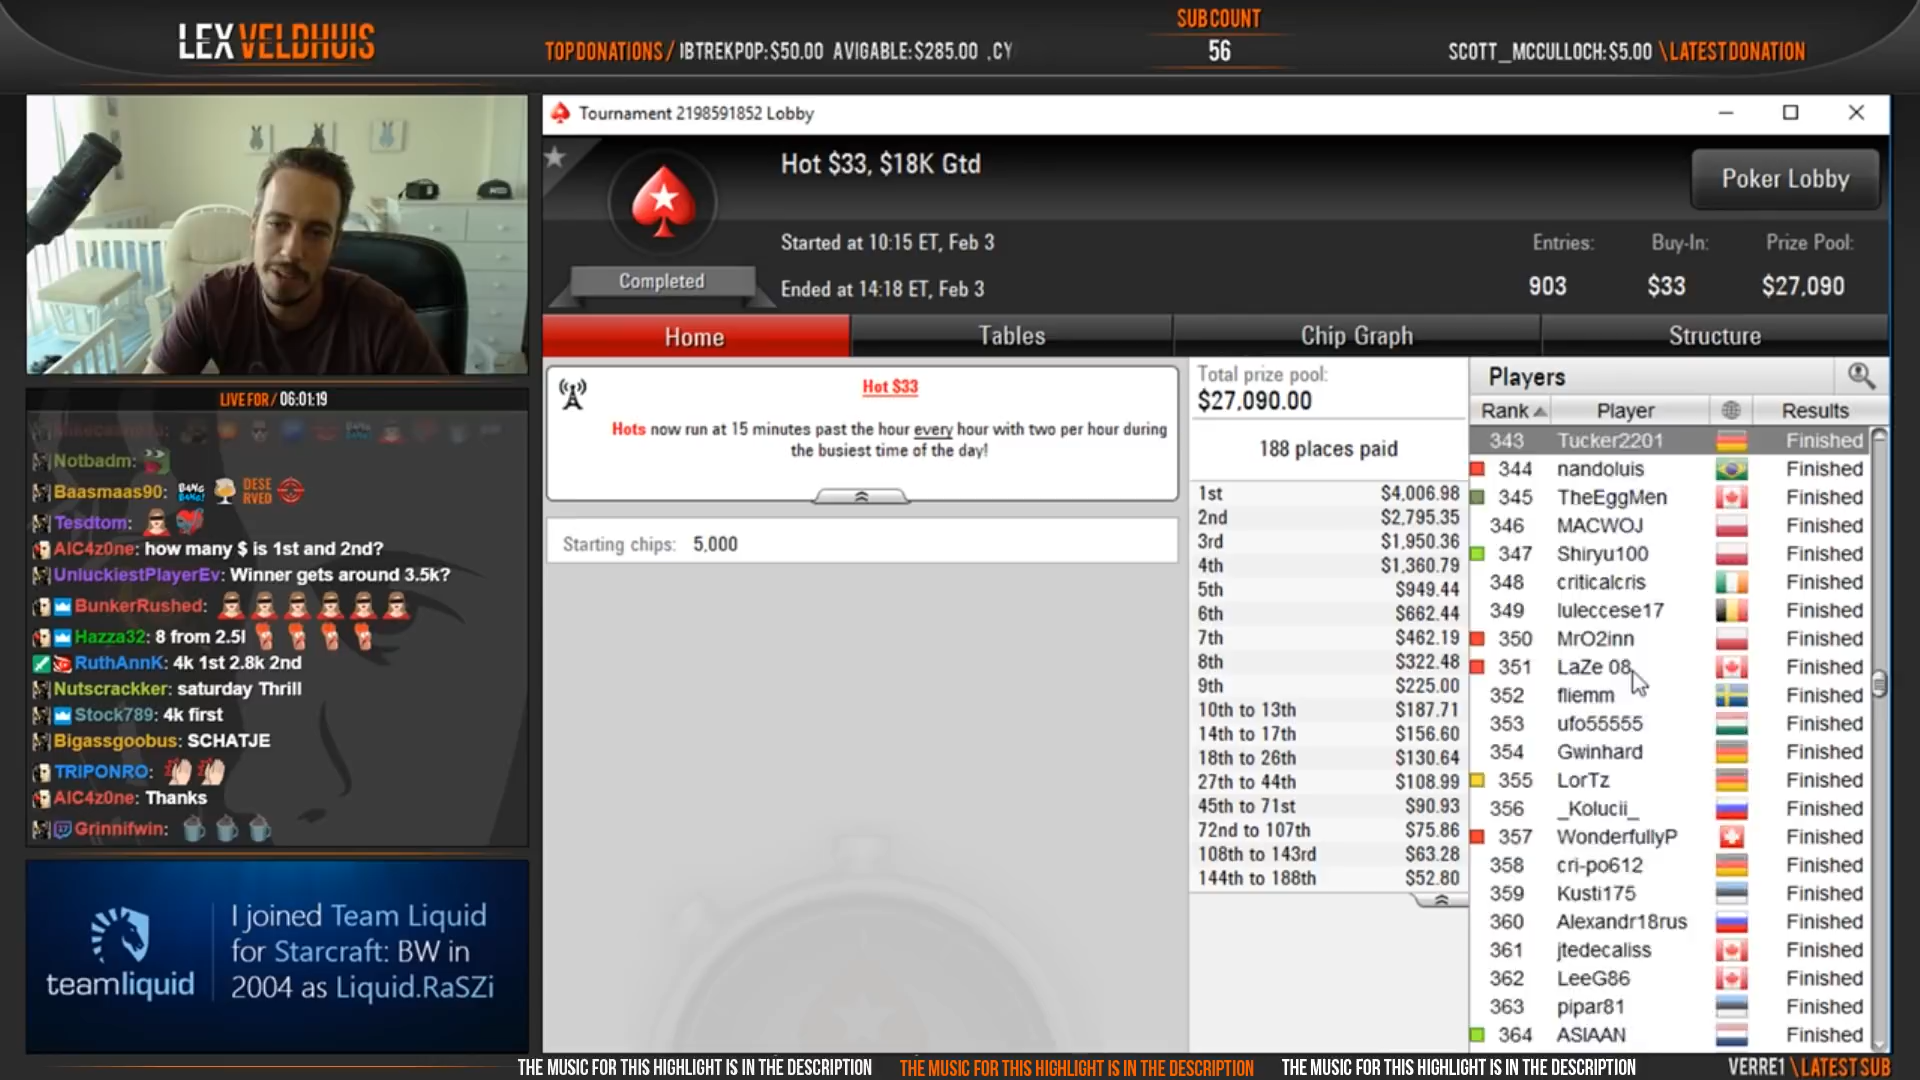 LEX VELDHUIS
TOP DONATIONS / IBTREKPOP: $50.00 AVIGABLE: $285.00 ,CY
SUB COUNT
56
SCOTT_MCCULLOCH: $5.00 \ LATEST DONATION
Tournament 2198591852 Lobby
Hot $33, $18K Gtd
Poker Lobby
Started at 10:15 ET, Feb 3
Ended at 14:18 ET, Feb 3
Completed
Entries: Buy-In: Prize Pool:
903 $33 $27,090
Home Tables Chip Graph Structure
Hot $33
Hots now run at 15 minutes past the hour every hour with two per hour during
the busiest time of the day!
Starting chips: 5,000
Total prize pool:
$27,090.00
188 places paid
1st $4,006.98
2nd $2,795.35
3rd $1,950.36
4th $1,360.79
5th $949.44
6th $662.44
7th $462.19
8th $322.48
9th $225.00
10th to 13th $187.71
14th to 17th $156.60
18th to 26th $130.64
27th to 44th $108.99
45th to 71st $90.93
72nd to 107th $75.86
108th to 143rd $63.28
144th to 188th $52.80
Players
Rank Player Results
343 Tucker2201 Finished
344 nandoluis Finished
345 TheEggMen Finished
346 MACWOJ Finished
347 Shiryu100 Finished
348 criticalcris Finished
349 luleccese17 Finished
350 MrO2inn Finished
351 LaZe 08 Finished
352 fliemm Finished
353 ufo55555 Finished
354 Gwinhard Finished
355 LorTz Finished
356 _Kolucii_ Finished
357 WonderfullyP Finished
358 cri-po612 Finished
359 Kusti175 Finished
360 Alexandr18rus Finished
361 jtedecaliss Finished
362 LeeG86 Finished
363 pipar81 Finished
364 ASIAAN Finished
LIVE FOR / 06:01:19
Notbadm:
Baasmaas90: BANG BANG! DESERVED
Tesdtom:
AlC4z0ne: how many $ is 1st and 2nd?
UnluckiestPlayerEv: Winner gets around 3.5k?
BunkerRushed:
Hazza32: 8 from 2.5l
RuthAnnK: 4k 1st 2.8k 2nd
Nutscrackker: saturday Thrill
Stock789: 4k first
Bigassgoobus: SCHATJE
TRIPONRO:
AlC4z0ne: Thanks
Grinnifwin:
teamliquid
I joined Team Liquid
for Starcraft: BW in
2004 as Liquid.RaSZi
THE MUSIC FOR THIS HIGHLIGHT IS IN THE DESCRIPTION THE MUSIC FOR THIS HIGHLIGHT IS IN THE DESCRIPTION THE MUSIC FOR THIS HIGHLIGHT IS IN THE DESCRIPTION
VERRE1 \ LATEST SUB